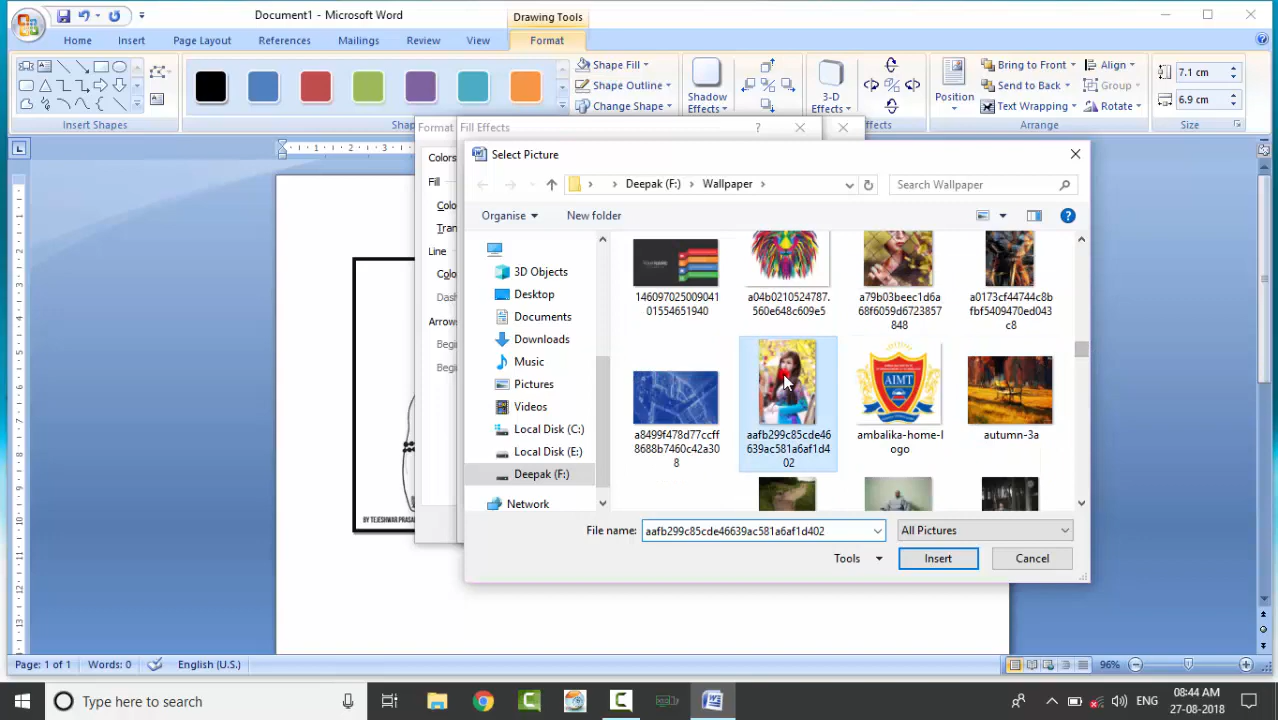 Document1 - Microsoft Word
Drawing Tools
Home
Insert
Page Layout
References
Mailings
Review
View
Format
Insert Shapes
Shape Fill
Shape Outline
Change Shape
Shadow
Effects
3-D
Effects
Position
Bring to Front
Send to Back
Text Wrapping
Align
Group
Rotate
Arrange
7.1 cm
6.9 cm
Size
Format
Fill Effects
Select Picture
Deepak (F:)
Wallpaper
Search Wallpaper
Organise
New folder
Colors
Fill
Line
3D Objects
Desktop
Documents
Downloads
Music
Pictures
Videos
Local Disk (C:)
Local Disk (E:)
Deepak (F:)
Network
146097025009041
01554651940
a04b0210524787.
560e648c609e5
a79b03beec1d6a
68f6059d6723857
848
a0173cf44744c8b
fbf5409470ed043
c8
a8499f478d77ccff
8688b7460c42a30
8
aafb299c85cde46
639ac581a6af1d4
02
AIMT
ambalika-home-l
ogo
autumn-3a
File name:
aafb299c85cde46639ac581a6af1d402
All Pictures
Tools
Insert
Cancel
BY TEJESHWAR PRASA
Page: 1 of 1
Words: 0
English (U.S.)
96%
Type here to search
ENG
08:44 AM
27-08-2018